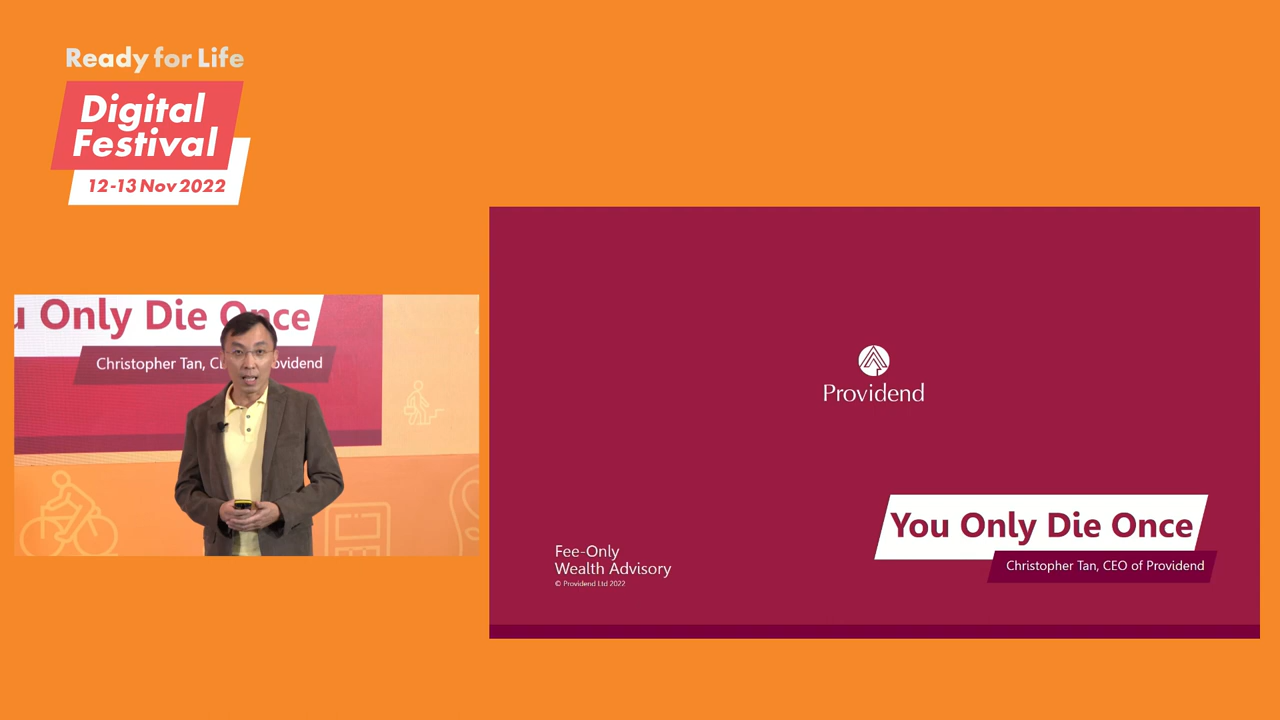 Ready for Life
Digital
Festival
12-13 Nov 2022
u Only Die Once
Christopher Tan, C ovidend
Providend
You Only Die Once
Christopher Tan, CEO of Providend
Fee-Only
Wealth Advisory
© Providend Ltd 2022